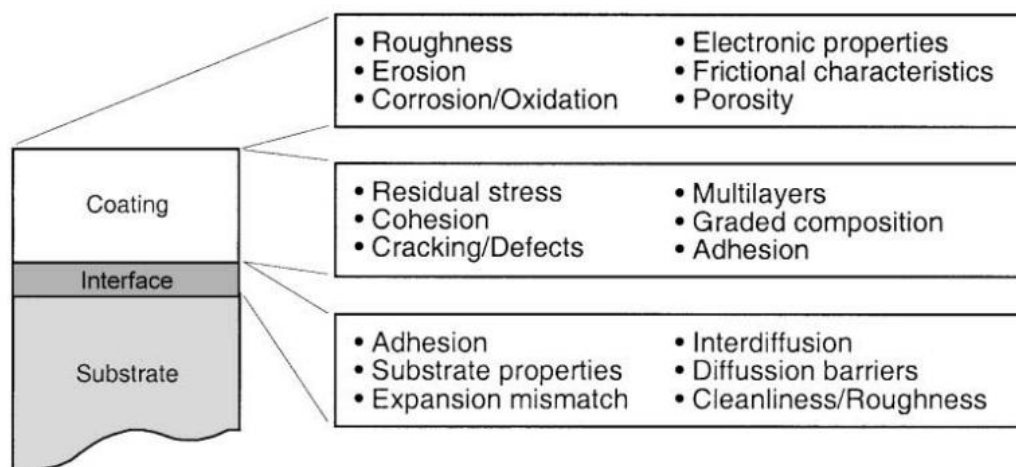 • Roughness
• Erosion
• Corrosion/Oxidation
• Electronic properties
• Frictional characteristics
• Porosity
Coating
• Residual stress
• Cohesion
• Cracking/Defects
• Multilayers
• Graded composition
• Adhesion
Interface
Substrate
• Adhesion
• Substrate properties
• Expansion mismatch
• Interdiffusion
• Diffussion barriers
• Cleanliness/Roughness